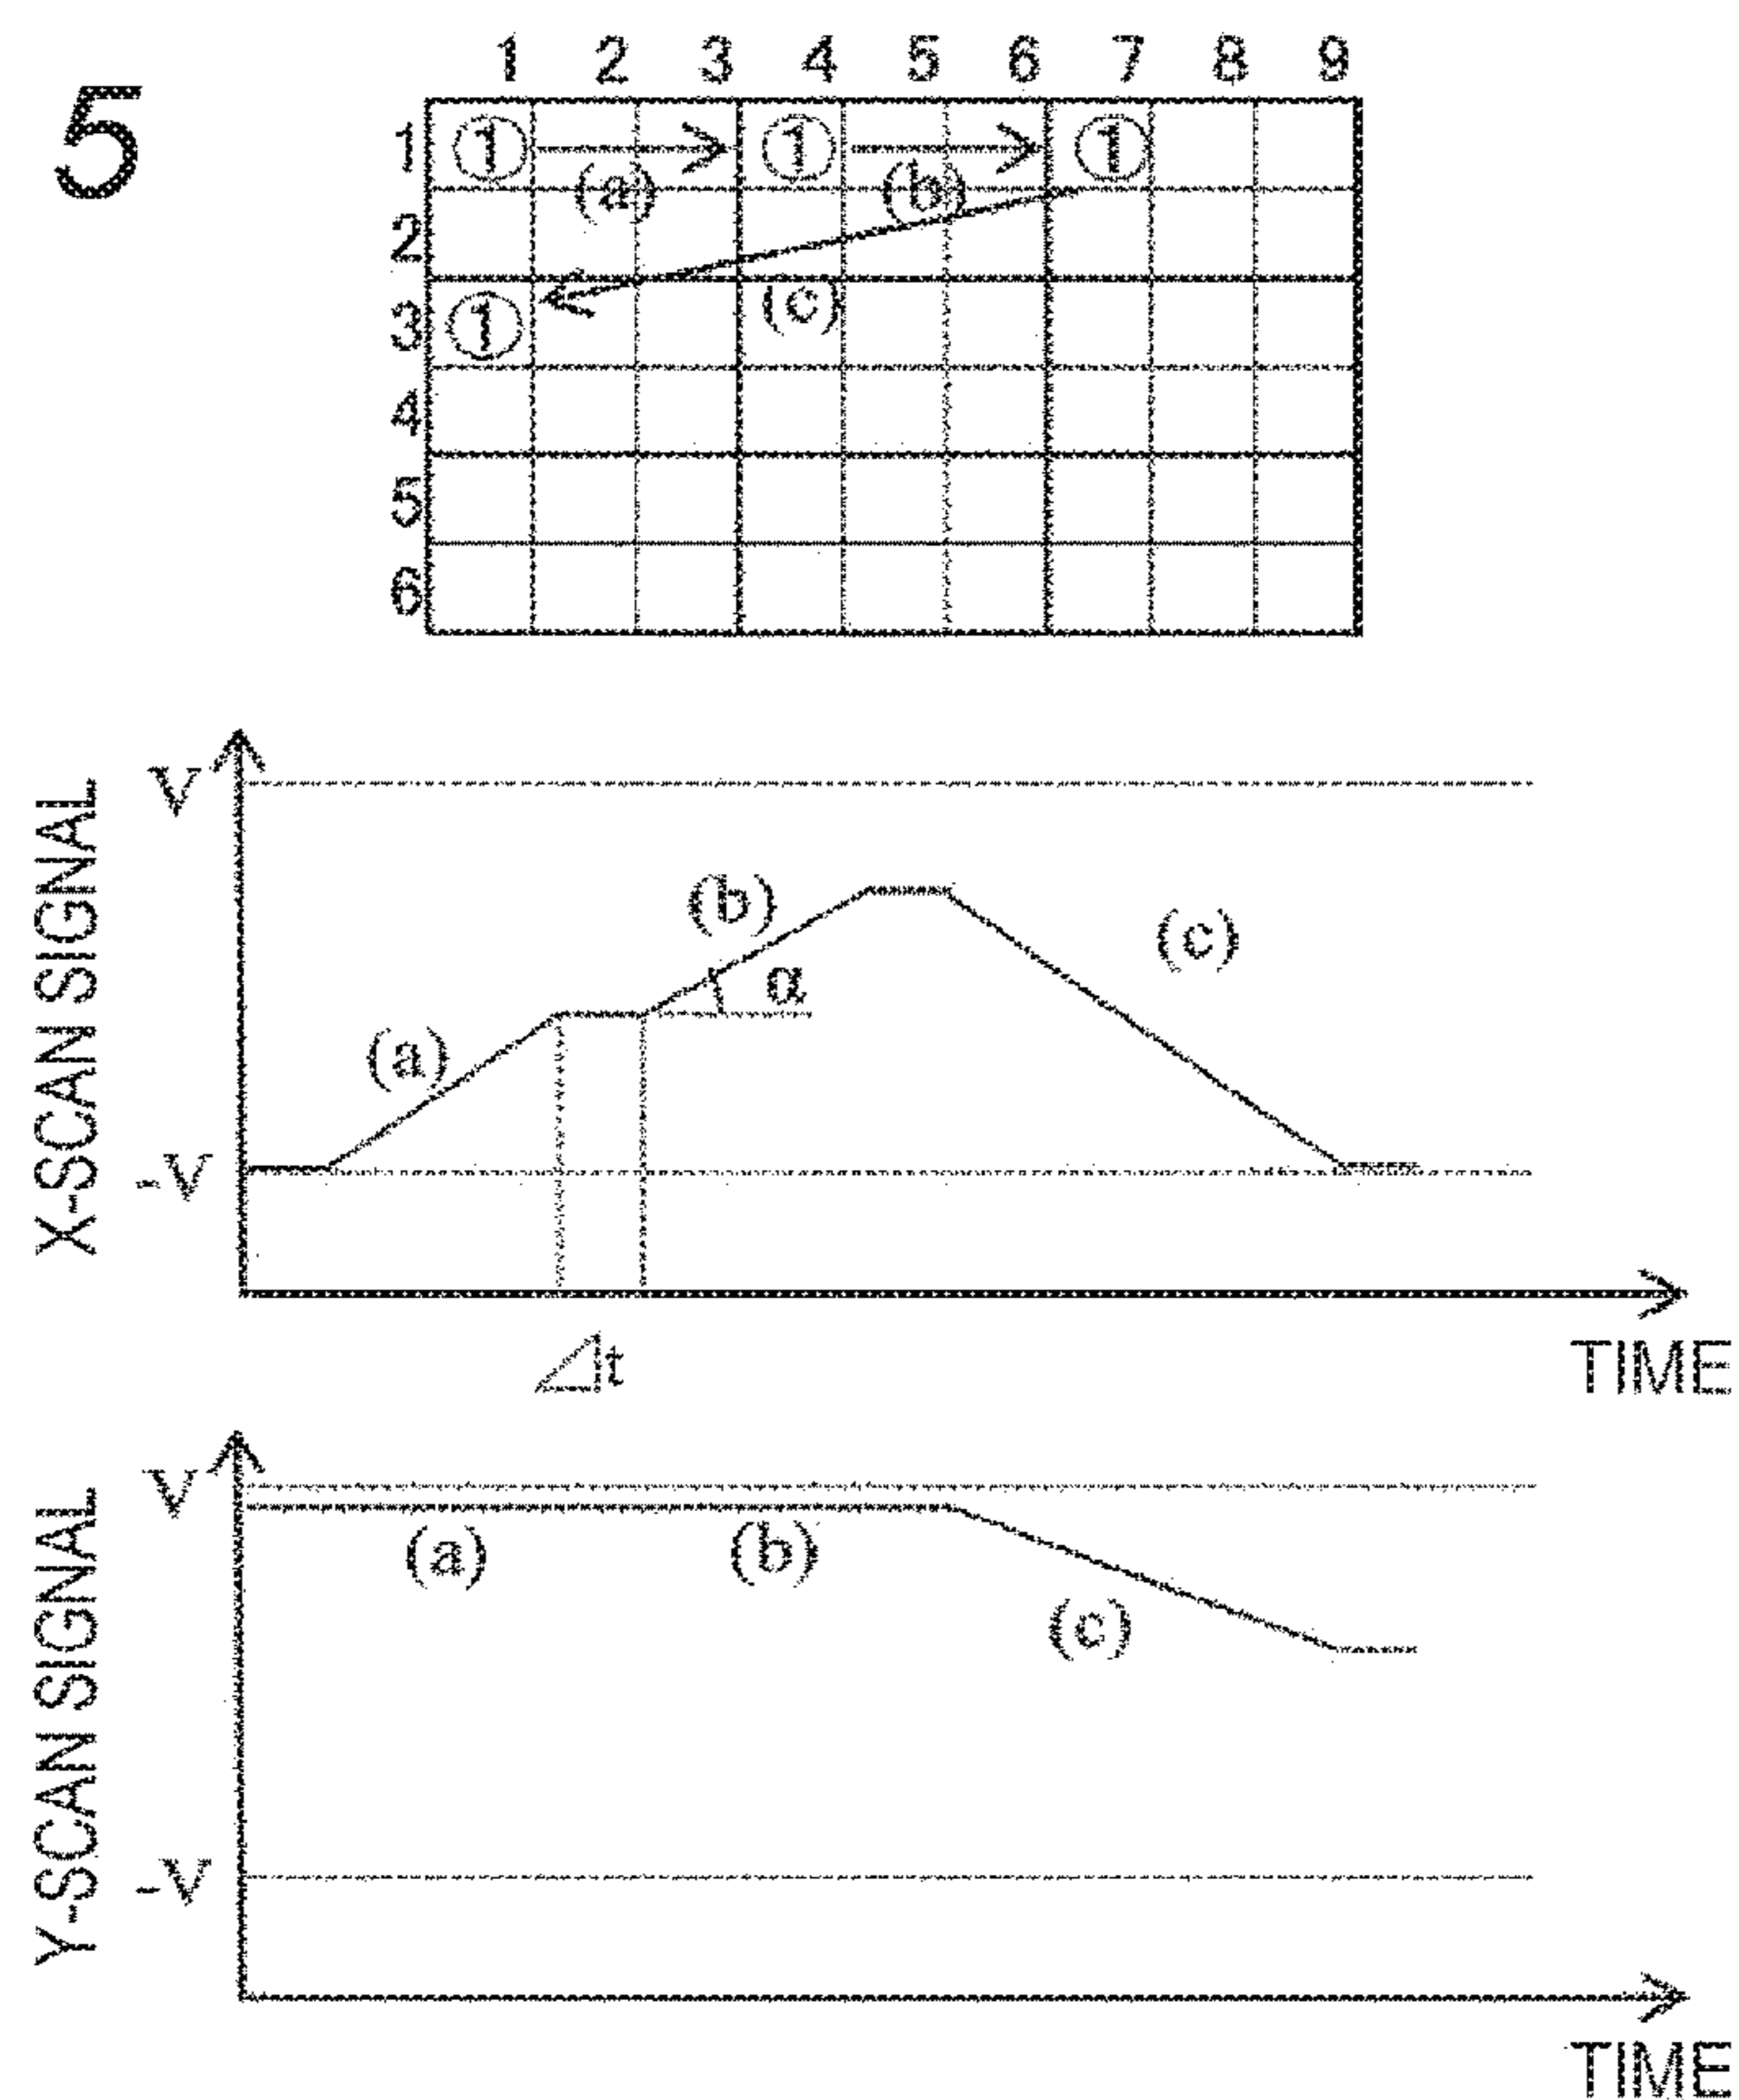 5
1 2 3 4 5 6 7 8 9
1 ① ① ①
(a) (b)
2
(c)
3 ①
4
5
6
X-SCAN SIGNAL
V
(b)
(c)
α
(a)
-V
⊿t
TIME
Y-SCAN SIGNAL
V
(a) (b)
(c)
-V
TIME